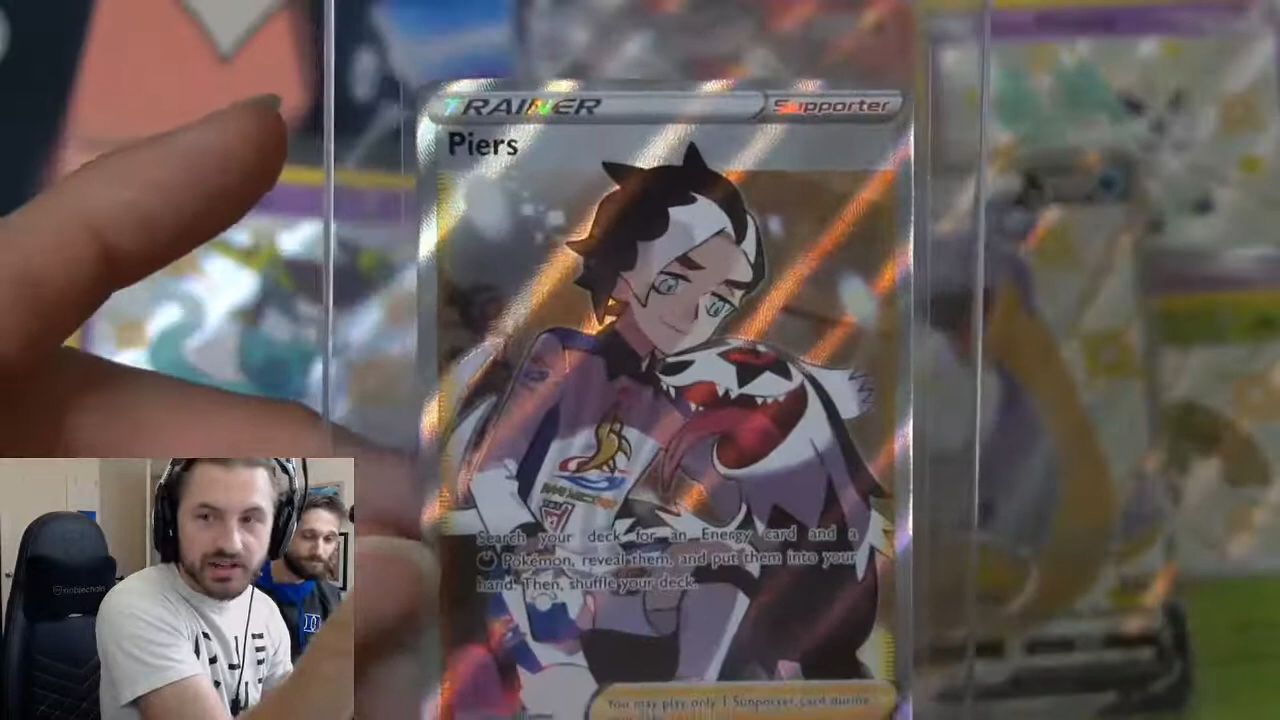 TRAINER
Supporter
Piers
Search your deck for an Energy card and a
Pokémon, reveal them, and put them into your
hand. Then, shuffle your deck.
You may play only 1 Supporter card during
noblechairs
D